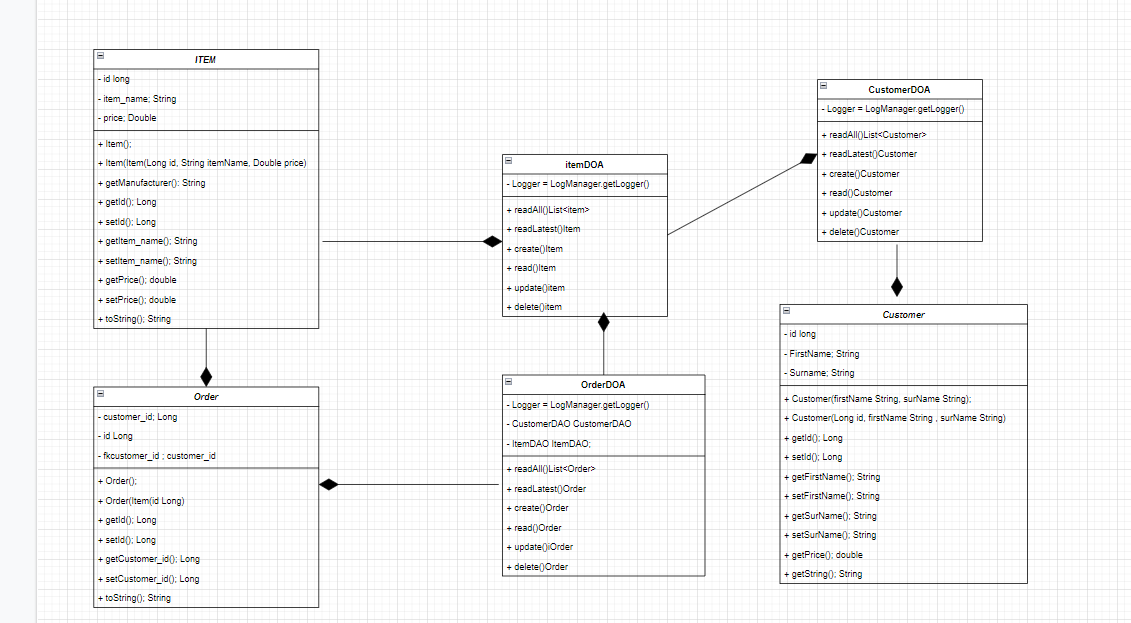 ITEM
- id long
- item_name; String
- price; Double
+ Item();
+ Item(Item(Long id, String itemName, Double price)
+ getManufacturer(): String
+ getId(); Long
+ setId(); Long
+ getItem_name(); String
+ setItem_name(); String
+ getPrice(); double
+ setPrice(); double
+ toString(); String
Order
- customer_id; Long
- id Long
- fkcustomer_id ; customer_id
+ Order();
+ Order(Item(id Long)
+ getId(); Long
+ setId(); Long
+ getCustomer_id(); Long
+ setCustomer_id(); Long
+ toString(); String
itemDOA
- Logger = LogManager.getLogger()
+ readAll()List<item>
+ readLatest()Item
+ create()Item
+ read()Item
+ update()item
+ delete()item
OrderDOA
- Logger = LogManager.getLogger()
- CustomerDAO CustomerDAO
- ItemDAO ItemDAO;
+ readAll()List<Order>
+ readLatest()Order
+ create()Order
+ read()Order
+ update()iOrder
+ delete()Order
CustomerDOA
- Logger = LogManager.getLogger()
+ readAll()List<Customer>
+ readLatest()Customer
+ create()Customer
+ read()Customer
+ update()Customer
+ delete()Customer
Customer
- id long
- FirstName; String
- Surname; String
+ Customer(firstName String, surName String);
+ Customer(Long id, firstName String , surName String)
+ getId(); Long
+ setId(); Long
+ getFirstName(); String
+ setFirstName(); String
+ getSurName(); String
+ setSurName(); String
+ getPrice(); double
+ getString(); String